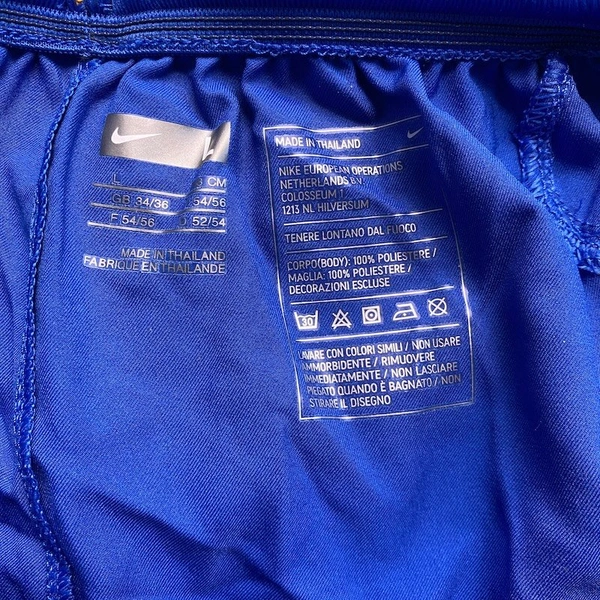 L CM
GB 34/36 54/56
F 54/56 D 52/54
MADE IN THAILAND
FABRIQUE EN THAILANDE
MADE IN THAILAND
NIKE EUROPEAN OPERATIONS
NETHERLANDS B.V.
COLOSSEUM 1
1213 NL HILVERSUM
TENERE LONTANO DAL FUOCO
CORPO(BODY): 100% POLIESTERE /
MAGLIA: 100% POLIESTERE /
DECORAZIONI ESCLUSE
30
LAVARE CON COLORI SIMILI / NON USARE
AMMORBIDENTE / RIMUOVERE
IMMEDIATAMENTE / NON LASCIARE
PIEGATO QUANDO È BAGNATO / NON
STIRARE IL DISEGNO